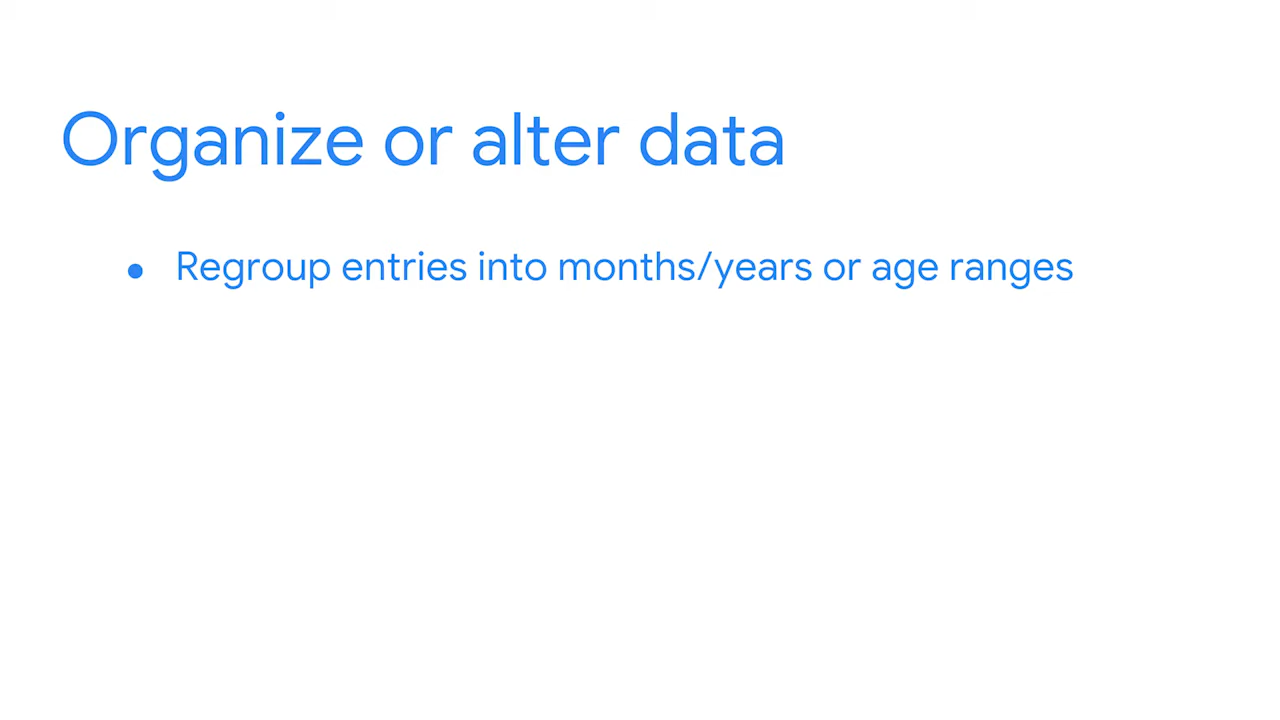 Organize or alter data
● Regroup entries into months/years or age ranges